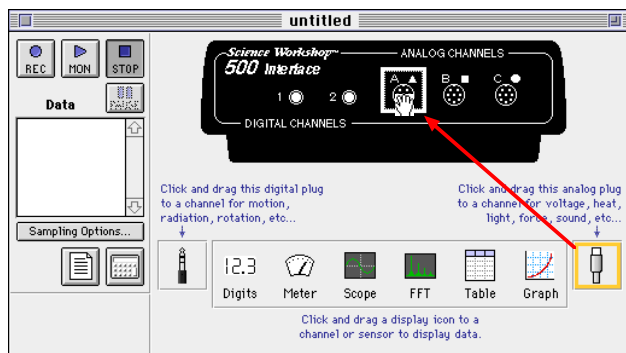 untitled
REC MON STOP
Data
PAUSE
Sampling Options...
Science Workshop™
500 Interface
ANALOG CHANNELS
A B C
1 2
DIGITAL CHANNELS
Click and drag this digital plug
to a channel for motion,
radiation, rotation, etc...
Click and drag this analog plug
to a channel for voltage, heat,
light, force, sound, etc...
12.3
Digits Meter Scope FFT Table Graph
Click and drag a display icon to a
channel or sensor to display data.